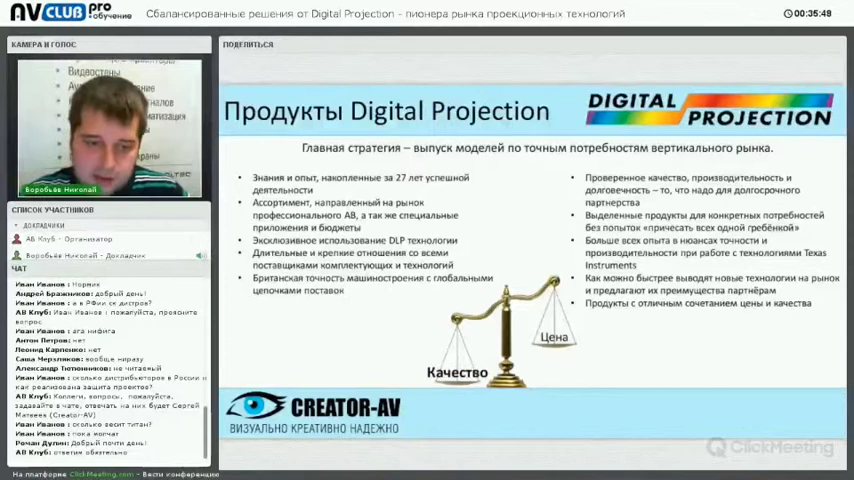 AV CLUB pro
обучение
Сбалансированные решения от Digital Projection - пионера рынка проекционных технологий
00:35:48
КАМЕРА И ГОЛОС
Видеостены
Воробьёв Николай
СПИСОК УЧАСТНИКОВ
ДОКЛАДЧИКИ
АВ Клуб - Организатор
Воробьёв Николай - Докладчик
ЧАТ
Иван Иванов : Норник
Андрей Бражников: добрый день!
Иван Иванов : а в РФии ск дистров?
АВ Клуб: Иван Иванов : пожалуйста, проясните
вопрос
Иван Иванов : ага нифига
Антон Петров: нет
Леонид Карпенко: нет
Саша Черзляков: вообще ниразу
Александр Тютюнников: не читаемый
Иван Иванов : сколько дистрибьюторов в России и
как реализована защита проектов?
АВ Клуб: Коллеги, вопросы, пожалуйста,
задавайте в чате, отвечать на них будет Сергей
Матвеев (Creator-AV)
Иван Иванов : сколько весит титан?
Иван Иванов : пока молчат
Роман Дулин: Добрый почти день!
АВ Клуб: ответим обязательно
На платформе ClickMeeting.com - Вести конференцию
ПОДЕЛИТЬСЯ
Продукты Digital Projection
DIGITAL
PROJECTION
Главная стратегия – выпуск моделей по точным потребностям вертикального рынка.
• Знания и опыт, накопленные за 27 лет успешной
деятельности
• Ассортимент, направленный на рынок
профессионального АВ, а так же специальные
приложения и бюджеты
• Эксклюзивное использование DLP технологии
• Длительные и крепкие отношения со всеми
поставщиками комплектующих и технологий
• Британская точность машиностроения с глобальными
цепочками поставок
• Проверенное качество, производительность и
долговечность – то, что надо для долгосрочного
партнерства
• Выделенные продукты для конкретных потребностей
без попыток «причесать всех одной гребёнкой»
• Больше всех опыта в нюансах точности и
производительности при работе с технологиями Texas
Instruments
• Как можно быстрее выводят новые технологии на рынок
и предлагают их преимущества партнёрам
• Продукты с отличным сочетанием цены и качества
Цена
Качество
CREATOR-AV
ВИЗУАЛЬНО КРЕАТИВНО НАДЕЖНО
ClickMeeting